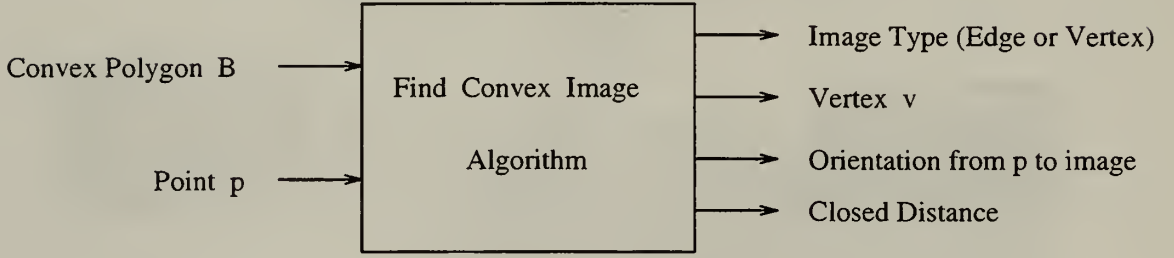 Convex Polygon B
Point p
Find Convex Image
Algorithm
Image Type (Edge or Vertex)
Vertex v
Orientation from p to image
Closed Distance